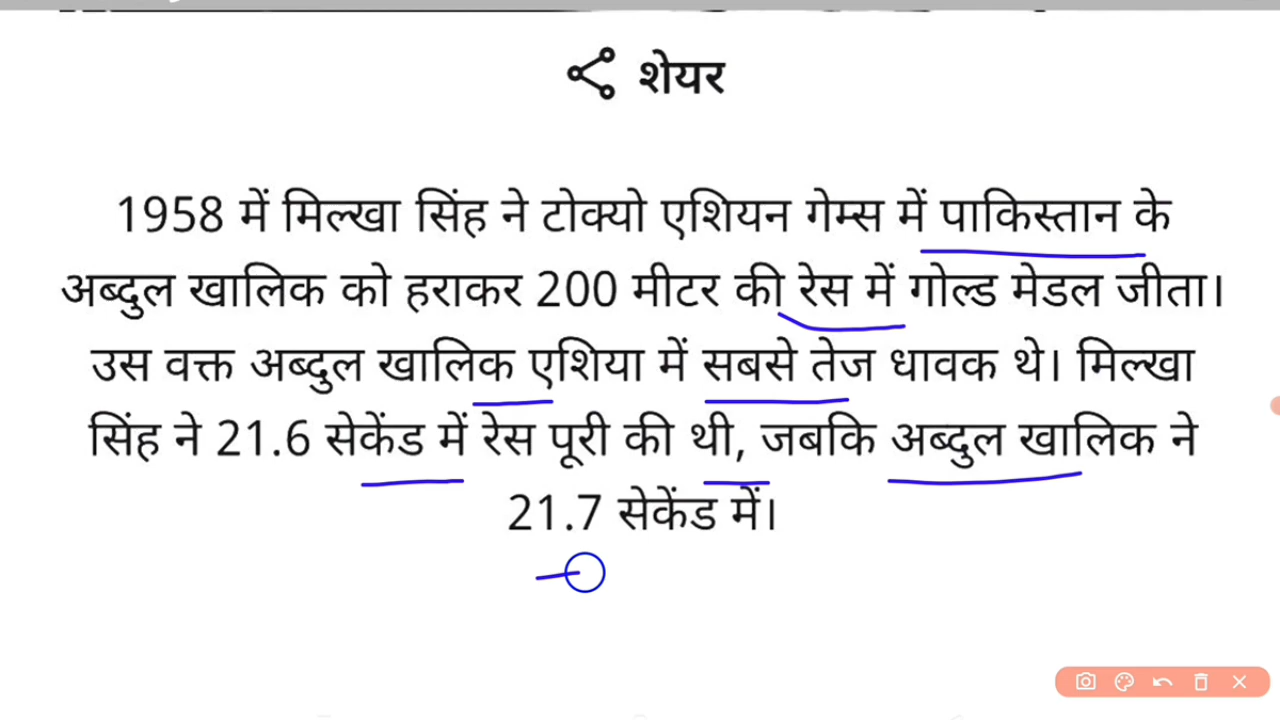 शेयर
1958 में मिल्खा सिंह ने टोक्यो एशियन गेम्स में पाकिस्तान के
अब्दुल खालिक को हराकर 200 मीटर की रेस में गोल्ड मेडल जीता।
उस वक्त अब्दुल खालिक एशिया में सबसे तेज धावक थे। मिल्खा
सिंह ने 21.6 सेकेंड में रेस पूरी की थी, जबकि अब्दुल खालिक ने
21.7 सेकेंड में।